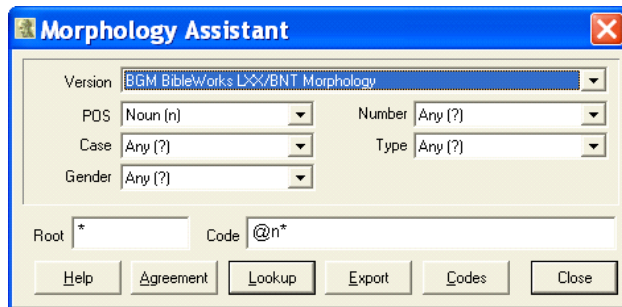 Morphology Assistant
Version BGM BibleWorks LXX/BNT Morphology
POS Noun (n) Number Any (?)
Case Any (?) Type Any (?)
Gender Any (?)
Root * Code @n*
Help Agreement Lookup Export Codes Close